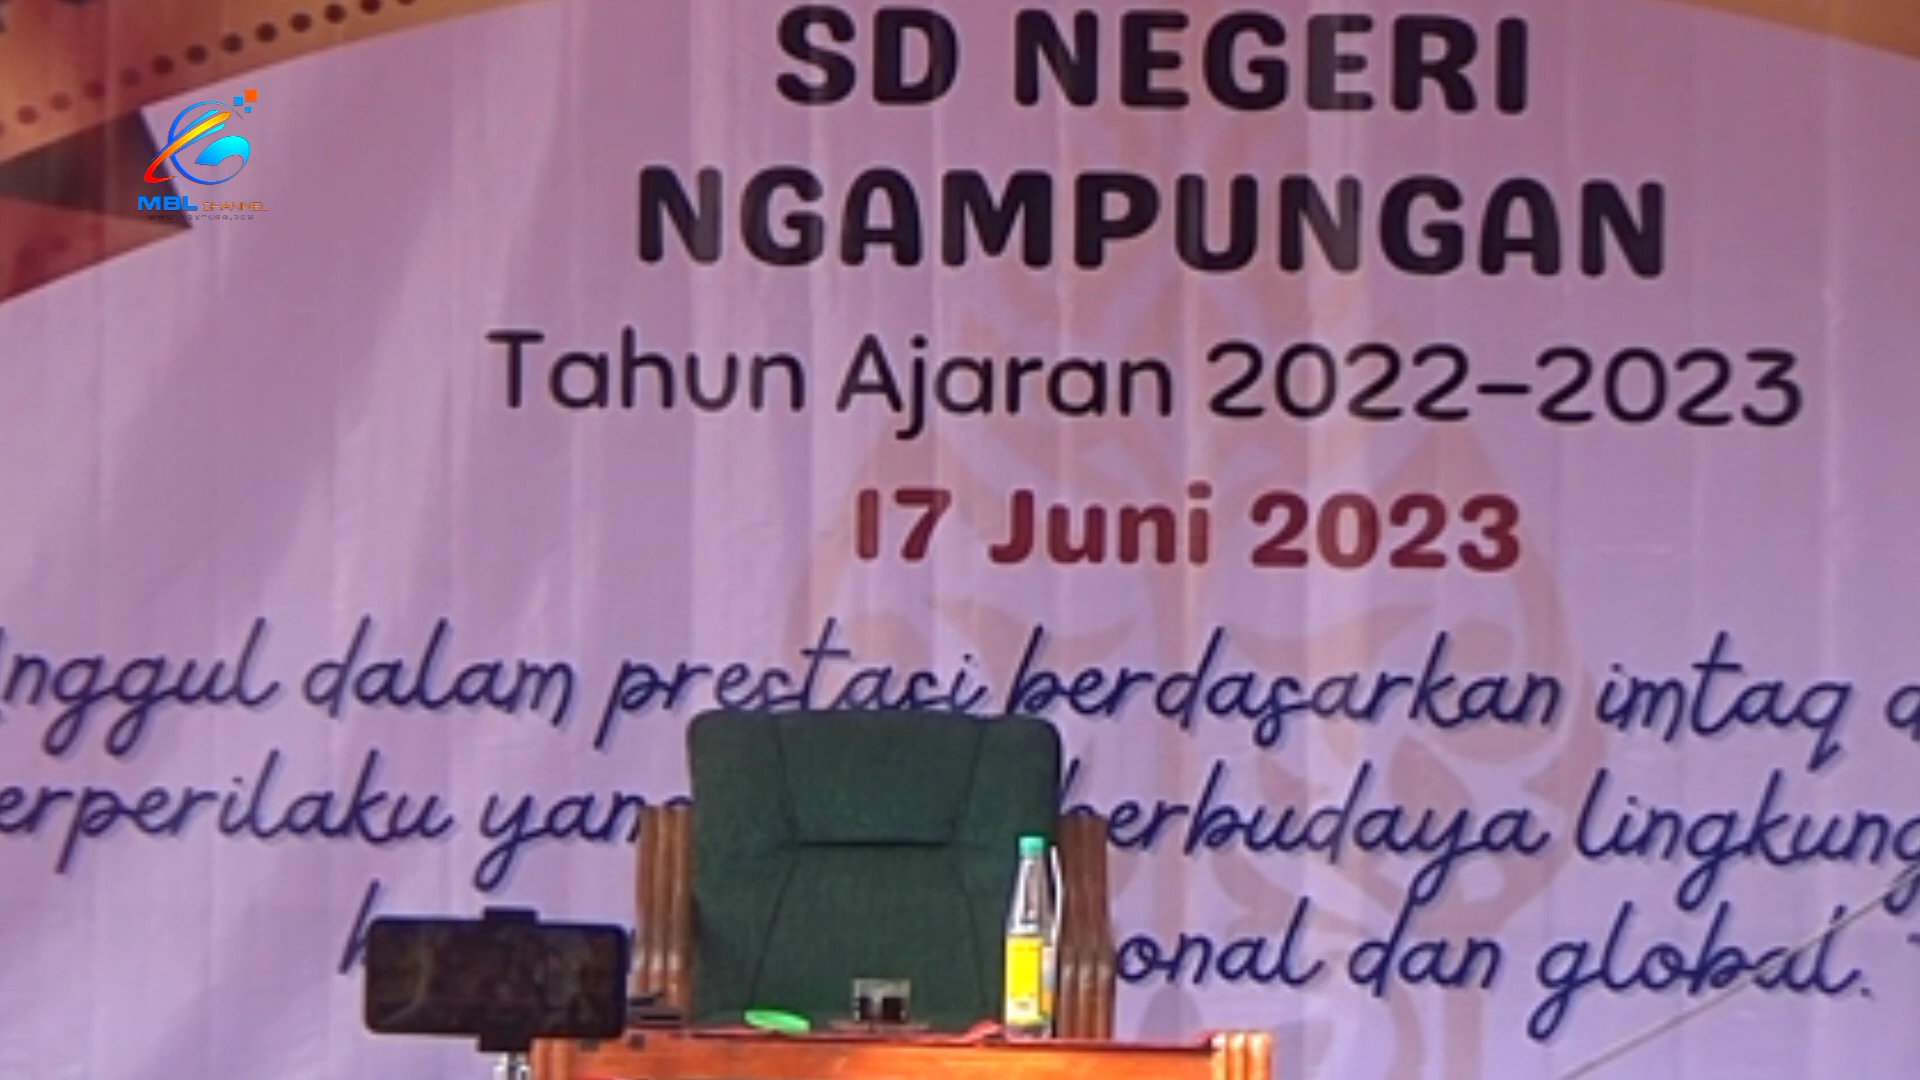 SD NEGERI
NGAMPUNGAN
Tahun Ajaran 2022-2023
17 Juni 2023
nggul dalam prestasi berdasarkan imtaq d
erperilaku yan berbudaya lingkung
onal dan global."
MBL CHANNEL